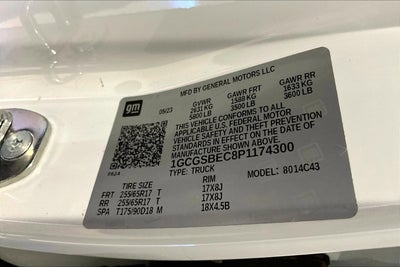 gm
MFD BY GENERAL MOTORS LLC
05/23
GVWR GAWR FRT GAWR RR
2631 KG 1588 KG 1633 KG
5800 LB 3500 LB 3600 LB
THIS VEHICLE CONFORMS TO ALL
APPLICABLE U.S. FEDERAL MOTOR
VEHICLE SAFETY AND THEFT PREVENTION
STANDARDS IN EFFECT ON THE DATE OF
MANUFACTURE SHOWN ABOVE.
1GCGSBEC8P1174300
TYPE: TRUCK MODEL: 8014C43
0624
TIRE SIZE RIM
FRT 255/65R17 T 17X8J
RR 255/65R17 T 17X8J
SPA T175/90D18 M 18X4.5B